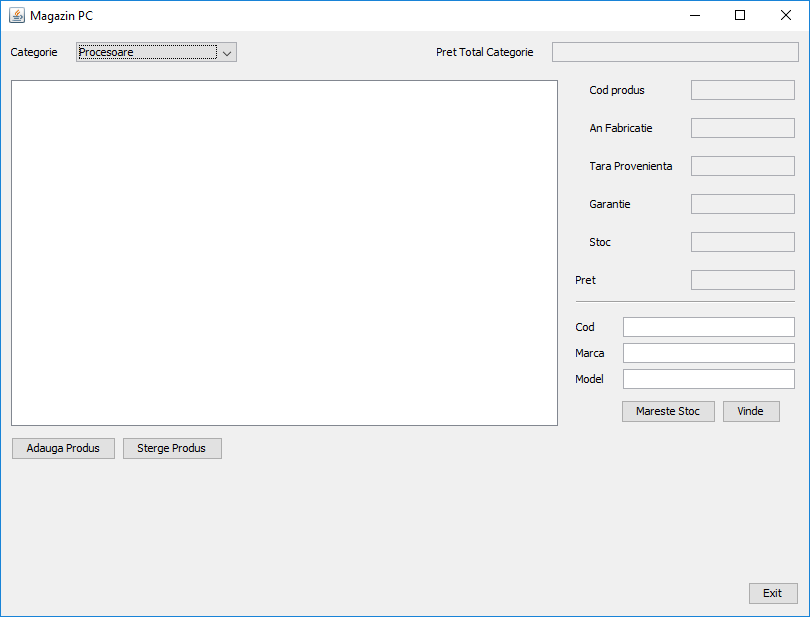 Magazin PC
Categorie Procesoare Pret Total Categorie
Cod produs
An Fabricatie
Tara Provenienta
Garantie
Stoc
Pret
Cod
Marca
Model
Mareste Stoc Vinde
Adauga Produs Sterge Produs
Exit